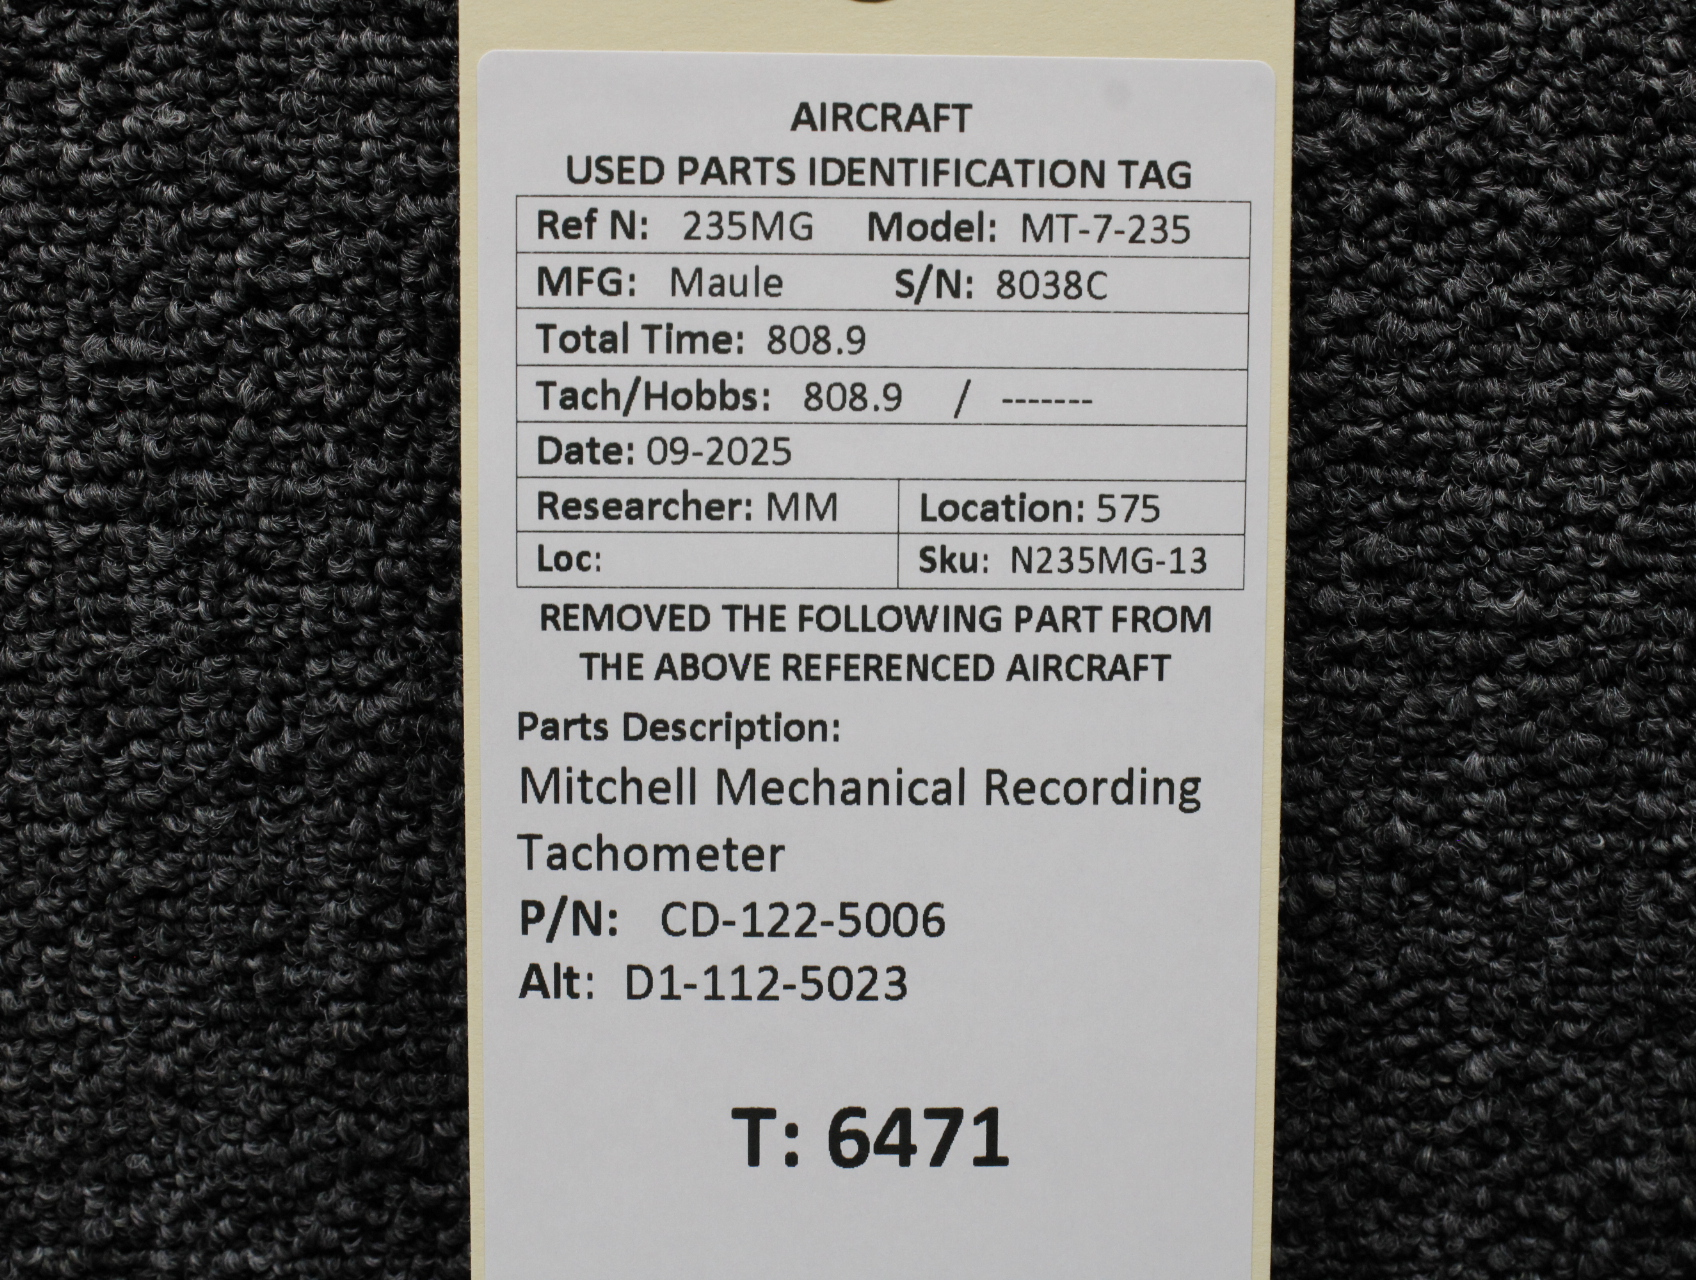 AIRCRAFT
USED PARTS IDENTIFICATION TAG
Ref N: 235MG Model: MT-7-235
MFG: Maule S/N: 8038C
Total Time: 808.9
Tach/Hobbs: 808.9 / -------
Date: 09-2025
Researcher: MM Location: 575
Loc: Sku: N235MG-13
REMOVED THE FOLLOWING PART FROM
THE ABOVE REFERENCED AIRCRAFT
Parts Description:
Mitchell Mechanical Recording
Tachometer
P/N: CD-122-5006
Alt: D1-112-5023
T: 6471